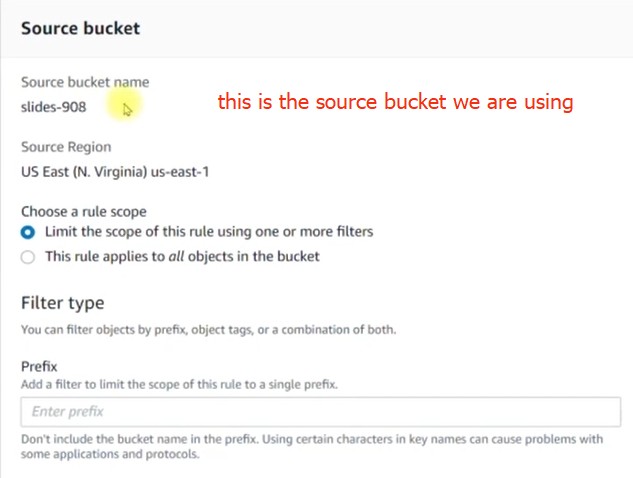 Source bucket
Source bucket name
slides-908
this is the source bucket we are using
Source Region
US East (N. Virginia) us-east-1
Choose a rule scope
Limit the scope of this rule using one or more filters
This rule applies to all objects in the bucket
Filter type
You can filter objects by prefix, object tags, or a combination of both.
Prefix
Add a filter to limit the scope of this rule to a single prefix.
Enter prefix
Don't include the bucket name in the prefix. Using certain characters in key names can cause problems with
some applications and protocols.